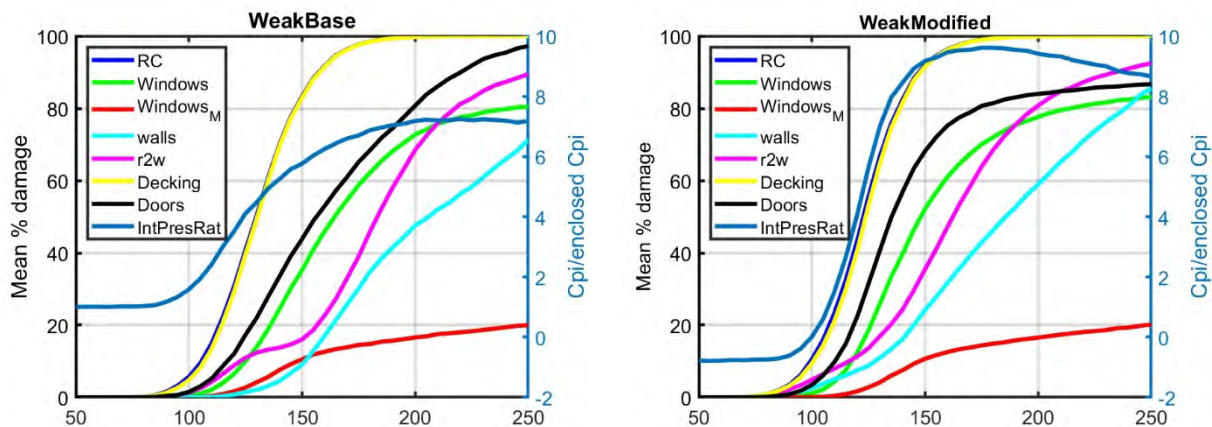 WeakBase
Mean % damage
100
80
60
40
20
0
RC
Windows
Windows_M
walls
r2w
Decking
Doors
IntPresRat
10
8
6
4
2
0
-2
Cpi/enclosed Cpi
50 100 150 200 250
WeakModified
Mean % damage
100
80
60
40
20
0
RC
Windows
Windows_M
walls
r2w
Decking
Doors
IntPresRat
10
8
6
4
2
0
-2
Cpi/enclosed Cpi
50 100 150 200 250